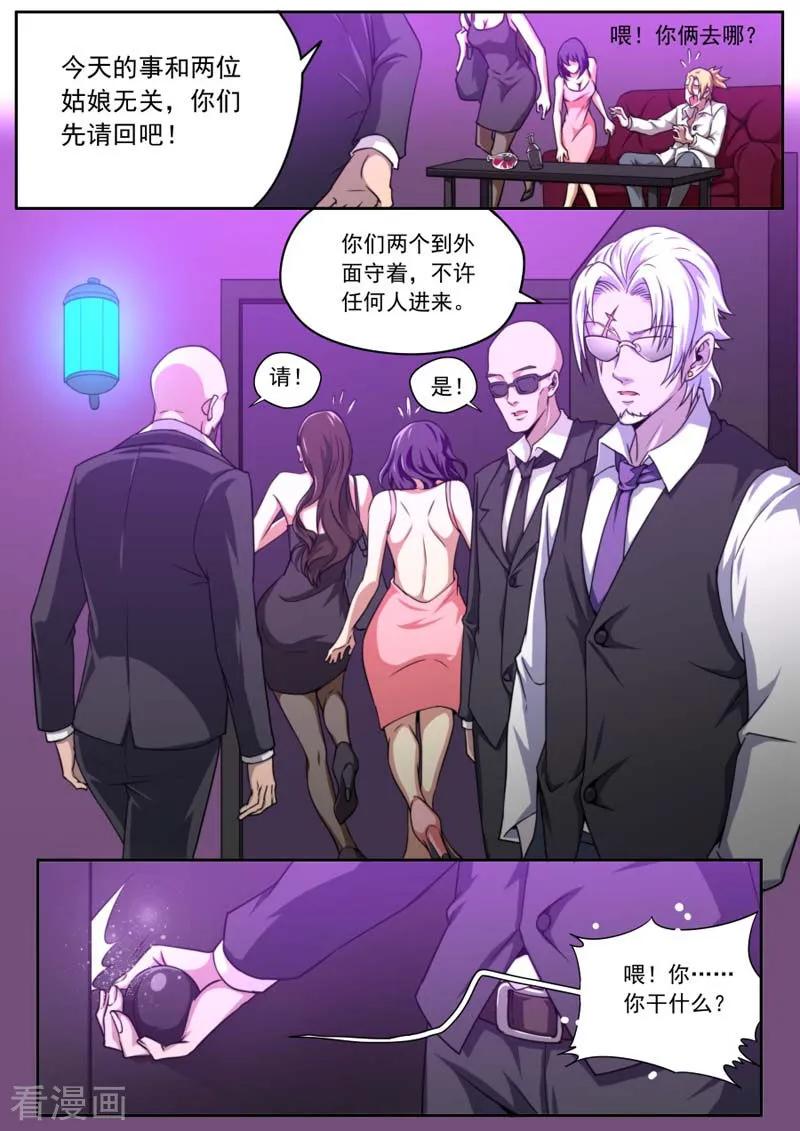 今天的事和两位
姑娘无关，你们
先请回吧！
喂！你俩去哪？
你们两个到外
面守着，不许
任何人进来。
请！
是！
喂！你……
你干什么？
看漫画